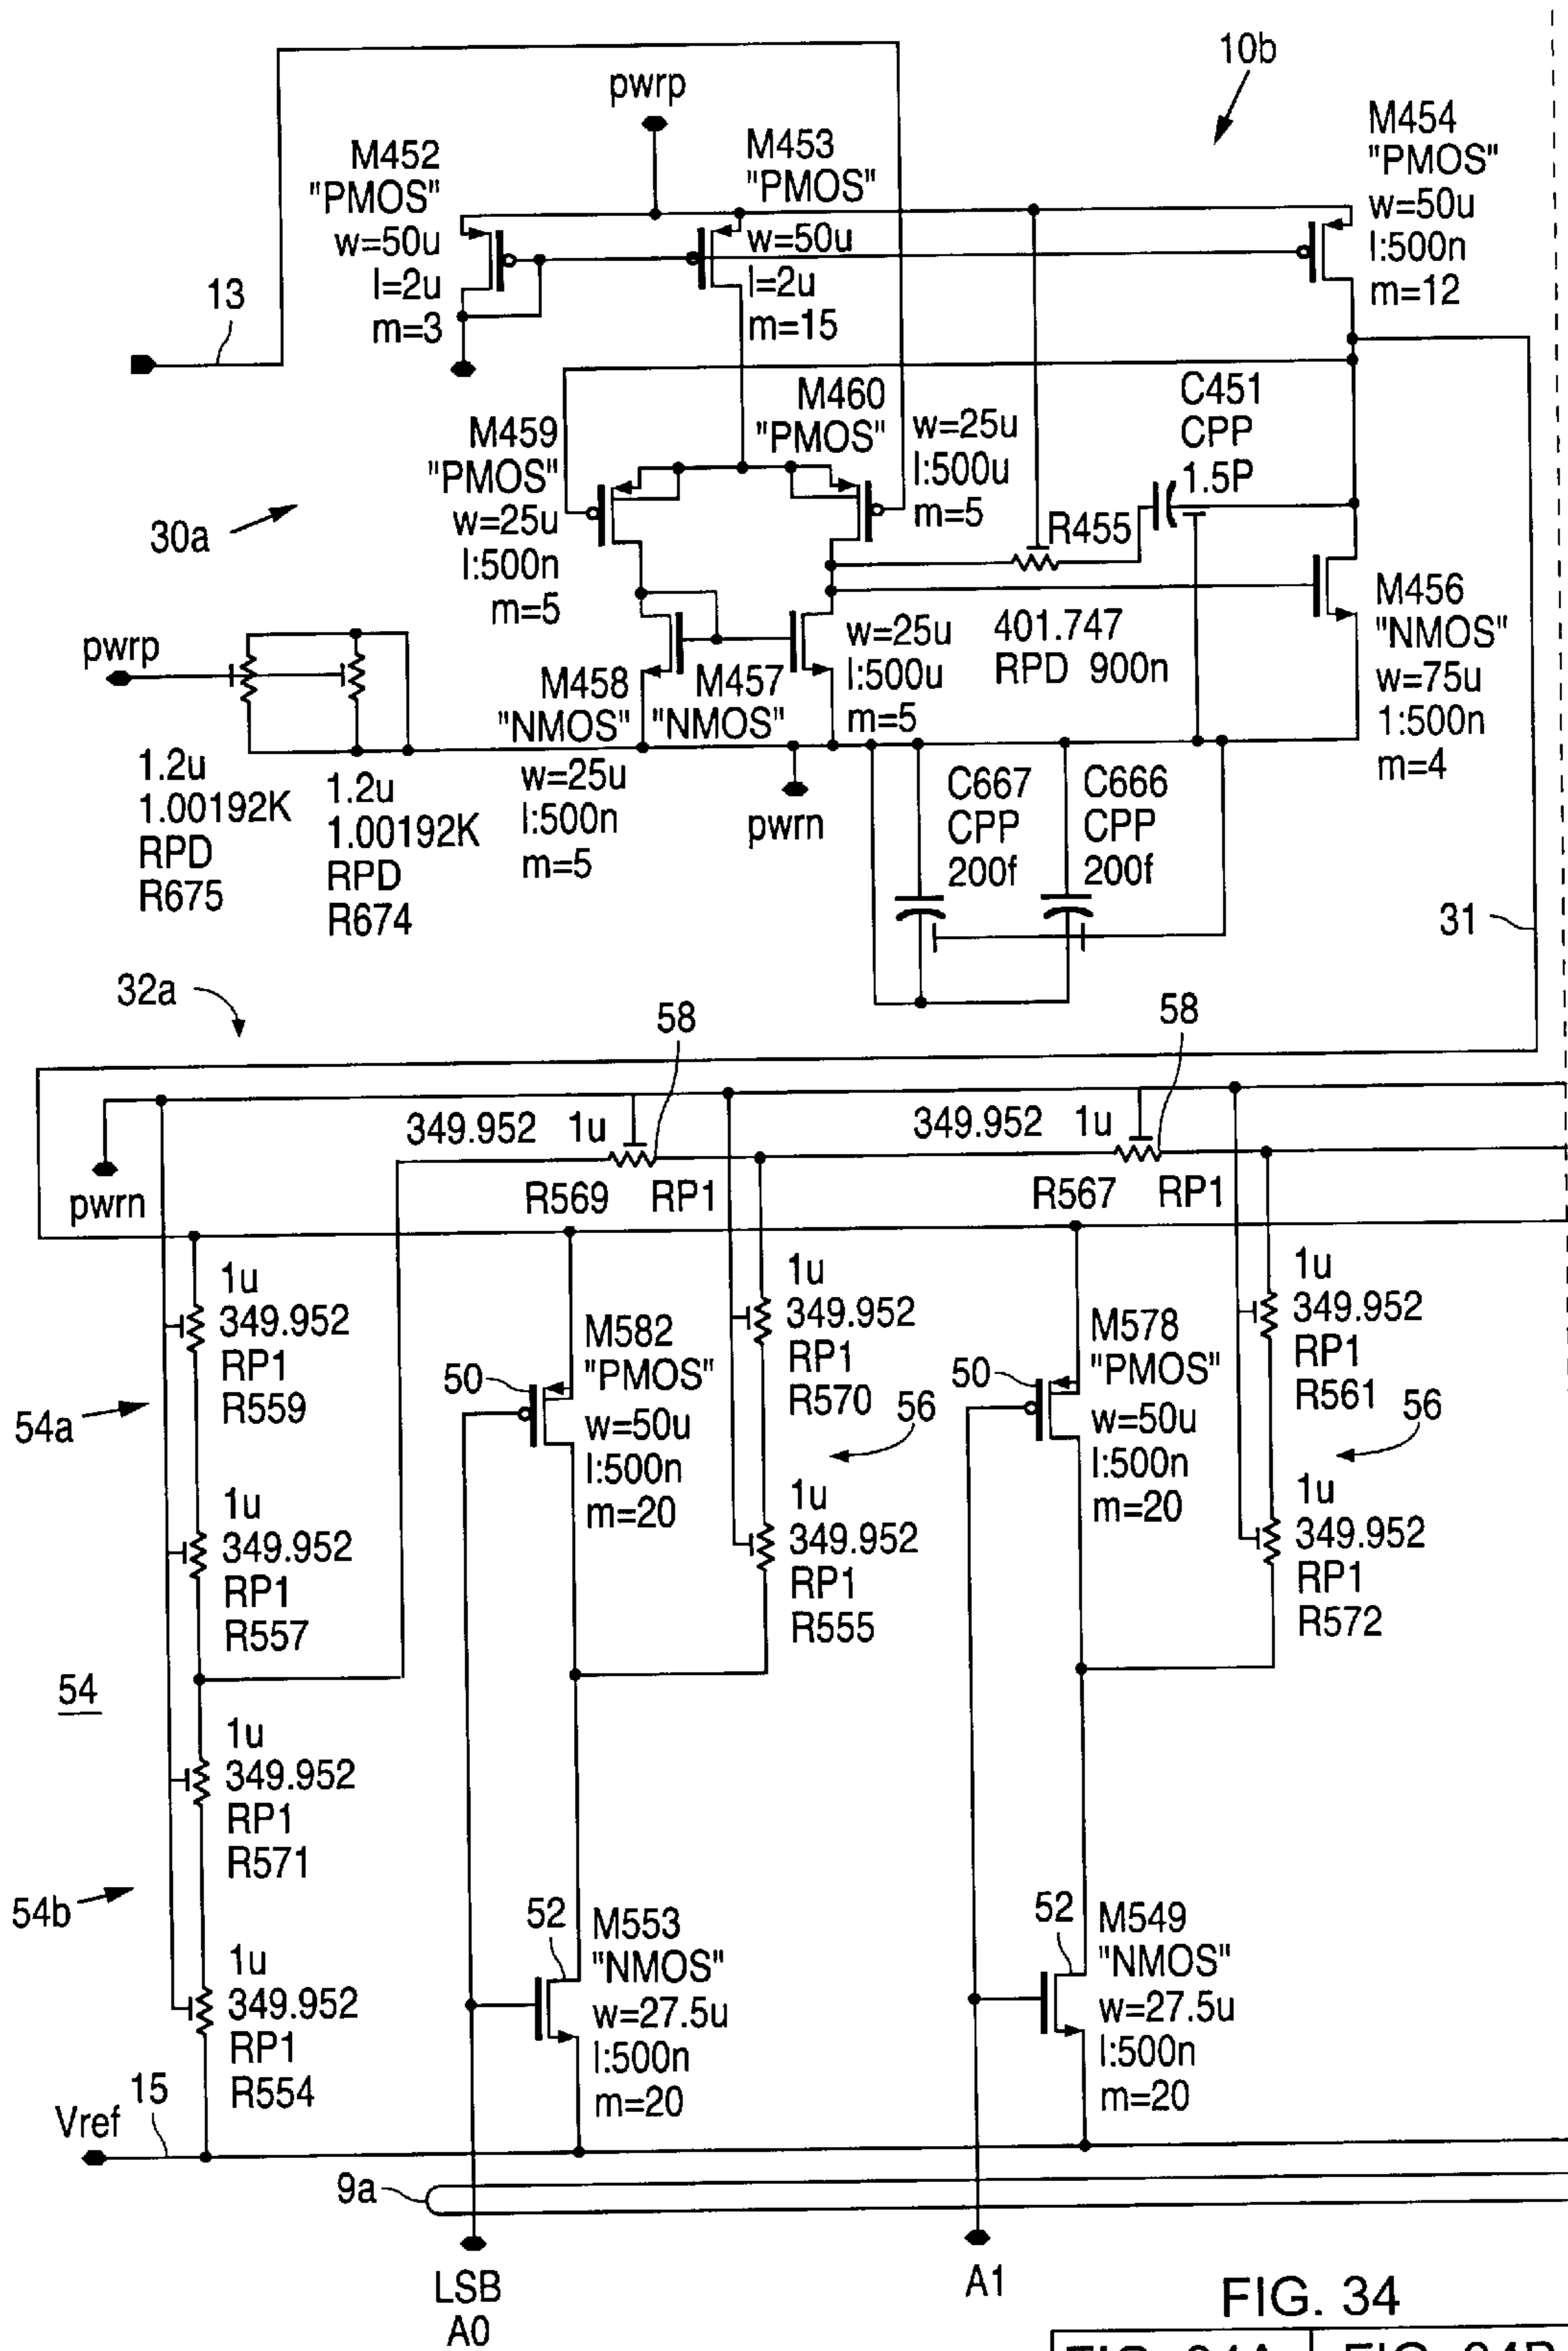 10b
pwrp
M452
"PMOS"
w=50u
l=2u
m=3
M453
"PMOS"
w=50u
l=2u
m=15
M454
"PMOS"
w=50u
l:500n
m=12
13
M459
"PMOS"
w=25u
l:500n
m=5
M460
"PMOS"
w=25u
l:500u
m=5
C451
CPP
1.5P
30a
R455
401.747
RPD 900n
M456
"NMOS"
w=75u
1:500n
m=4
pwrp
M458
"NMOS"
w=25u
l:500n
m=5
M457
"NMOS"
w=25u
l:500u
m=5
1.2u
1.00192K
RPD
R675
1.2u
1.00192K
RPD
R674
pwrn
C667
CPP
200f
C666
CPP
200f
31
32a
58
58
349.952 1u
R569 RP1
349.952 1u
R567 RP1
pwrn
1u
349.952
RP1
R559
54a
50
M582
"PMOS"
w=50u
l:500n
m=20
1u
349.952
RP1
R570
56
50
M578
"PMOS"
w=50u
l:500n
m=20
1u
349.952
RP1
R561
56
1u
349.952
RP1
R557
1u
349.952
RP1
R555
1u
349.952
RP1
R572
54
1u
349.952
RP1
R571
54b
52
M553
"NMOS"
w=27.5u
l:500n
m=20
52
M549
"NMOS"
w=27.5u
l:500n
m=20
1u
349.952
RP1
R554
15
Vref
9a
LSB
A0
A1
FIG. 34
FIG. 34A FIG. 34B